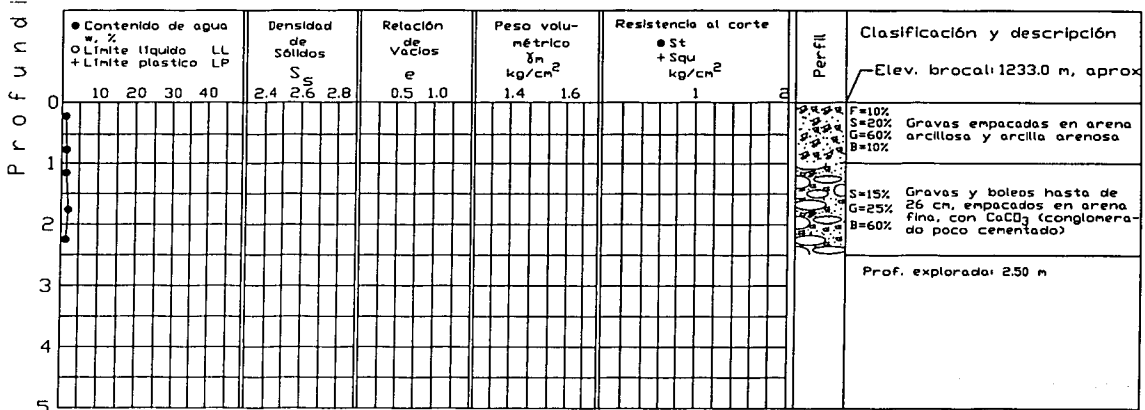 Profundi
● Contenido de agua
w, %
O Límite líquido LL
+ Límite plastico LP
10 20 30 40
Densidad
de
Sólidos
Ss
2.4 2.6 2.8
Relación
de
Vacíos
e
0.5 1.0
Peso volu-
métrico
γm
kg/cm²
1.4 1.6
Resistencia al corte
● St
+ Squ
kg/cm²
1 2
Perfil
Clasificación y descripción
Elev. brocal: 1233.0 m, aprox
0
1
2
3
4
5
F=10%
S=20%
G=60%
B=10%
Gravas empacadas en arena
arcillosa y arcilla arenosa
S=15%
G=25%
B=60%
Gravas y boleos hasta de
26 cm, empacados en arena
fina, con CaCO₃ (conglomera-
do poco cementado)
Prof. explorada: 2.50 m